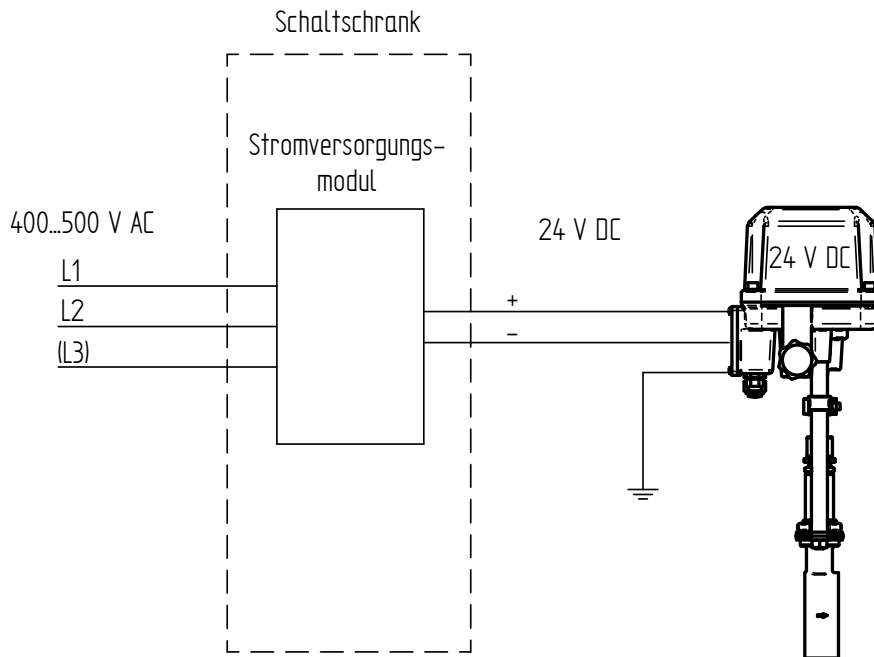 Schaltschrank
Stromversorgungs-
modul
400...500 V AC
24 V DC
24 V DC
L1
+
L2
-
(L3)